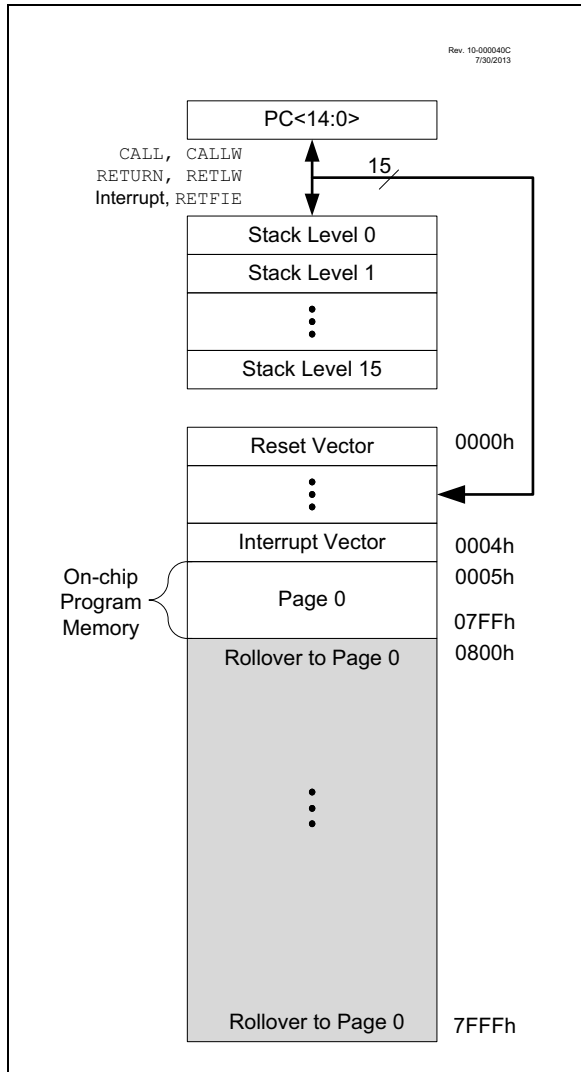 Rev. 10-000040C
7/30/2013
PC<14:0>
CALL, CALLW
RETURN, RETLW
Interrupt, RETFIE
15
Stack Level 0
Stack Level 1
Stack Level 15
Reset Vector
0000h
Interrupt Vector
0004h
On-chip
Program
Memory
Page 0
0005h
07FFh
Rollover to Page 0
0800h
Rollover to Page 0
7FFFh